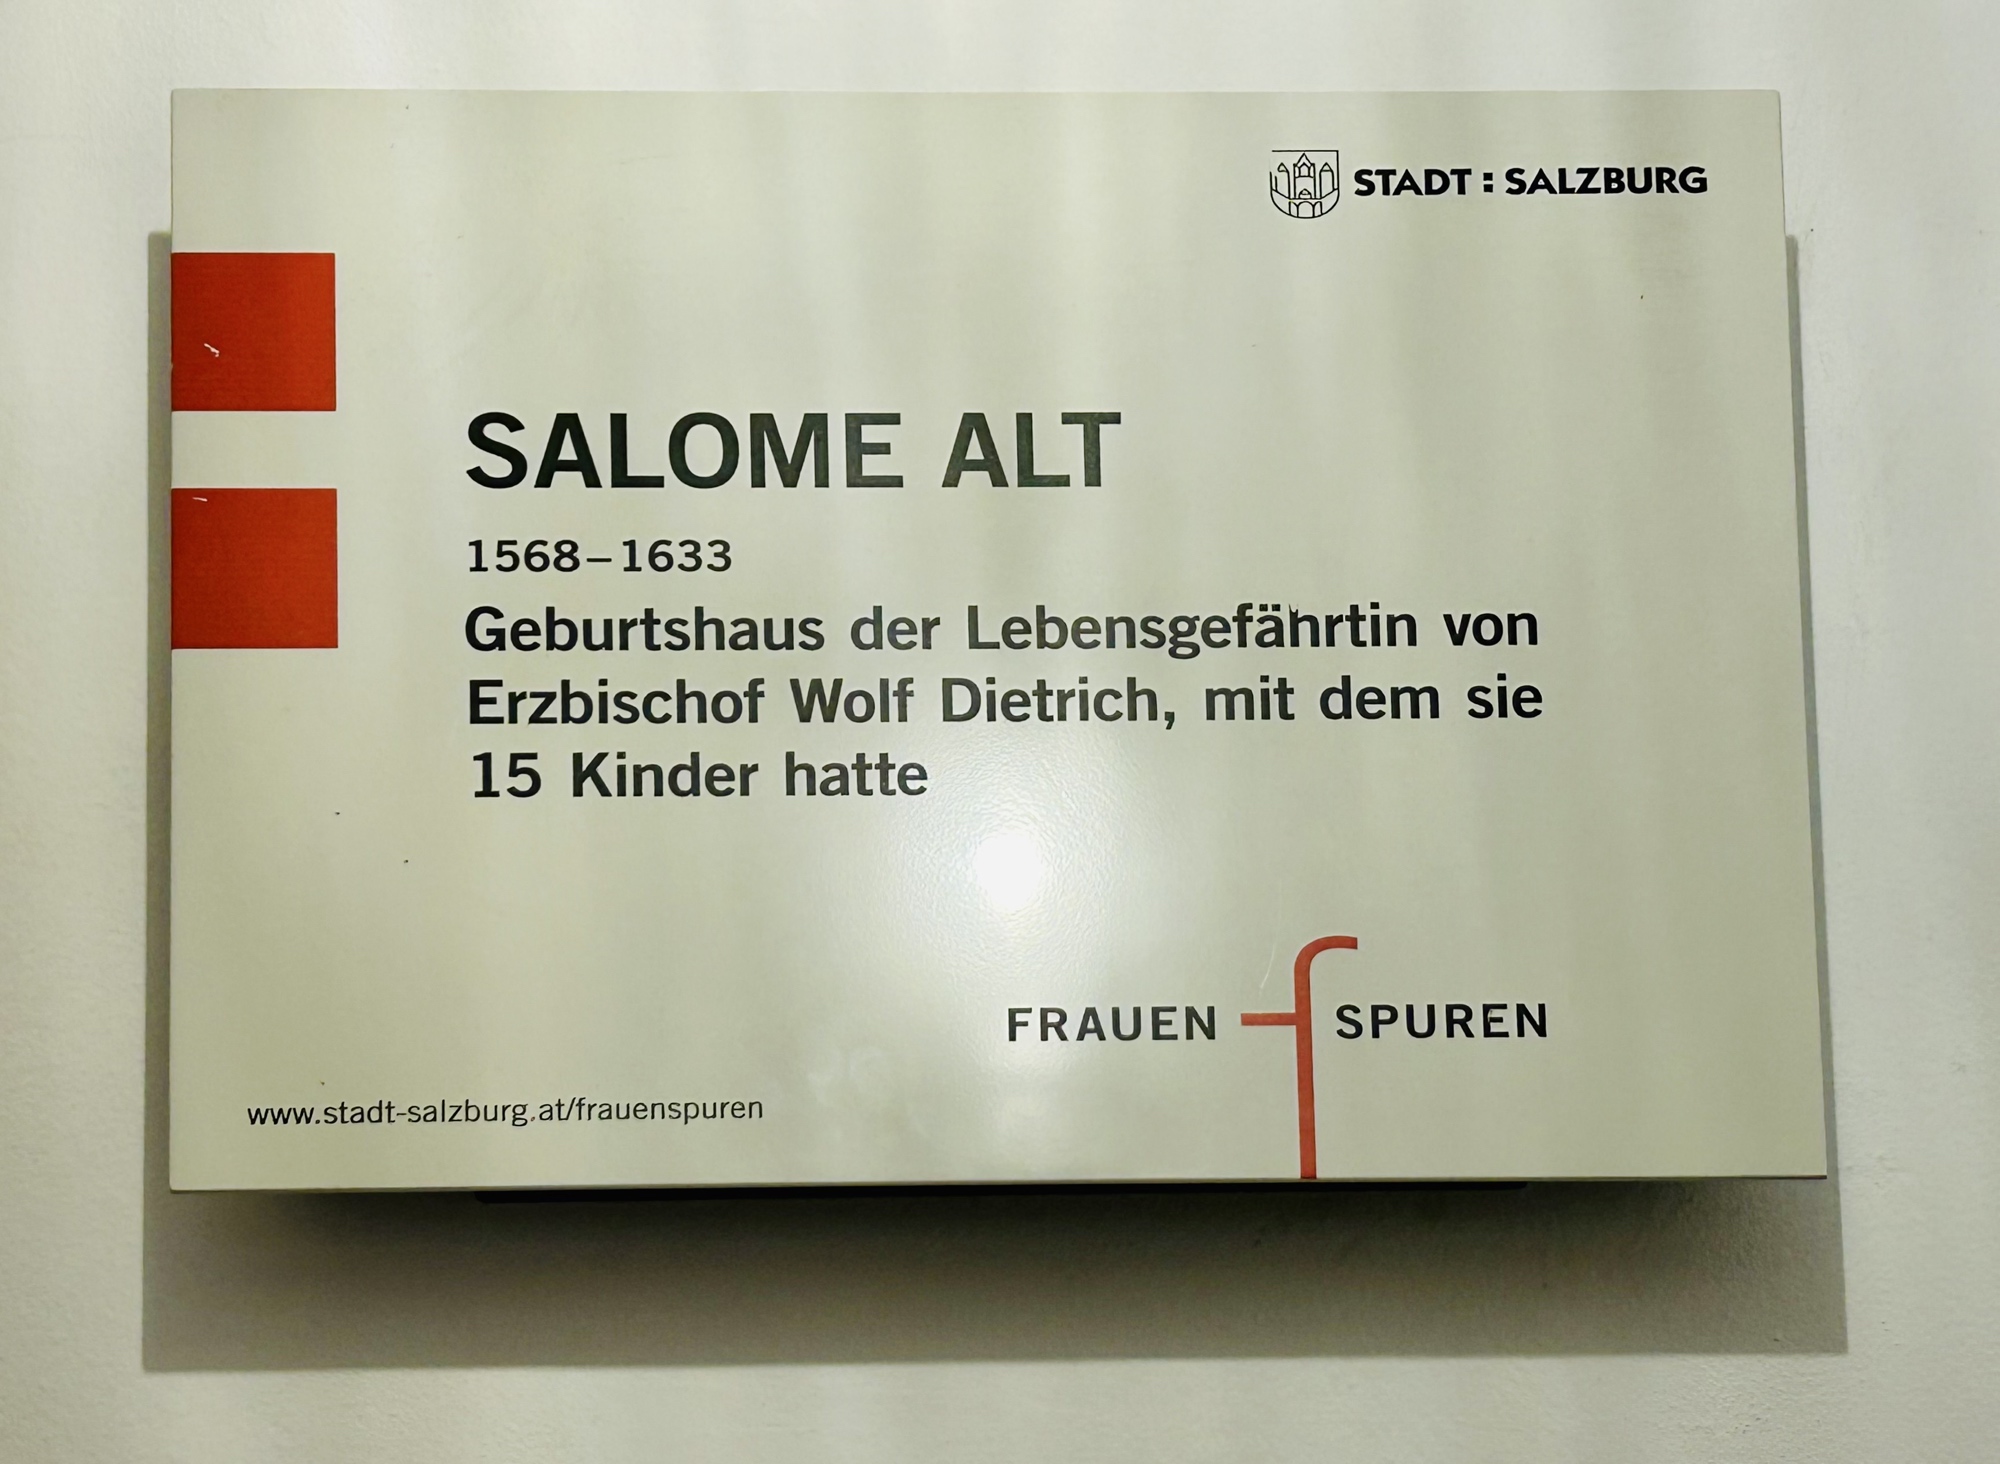 STADT : SALZBURG
SALOME ALT
1568–1633
Geburtshaus der Lebensgefährtin von
Erzbischof Wolf Dietrich, mit dem sie
15 Kinder hatte
FRAUEN f SPUREN
www.stadt-salzburg.at/frauenspuren